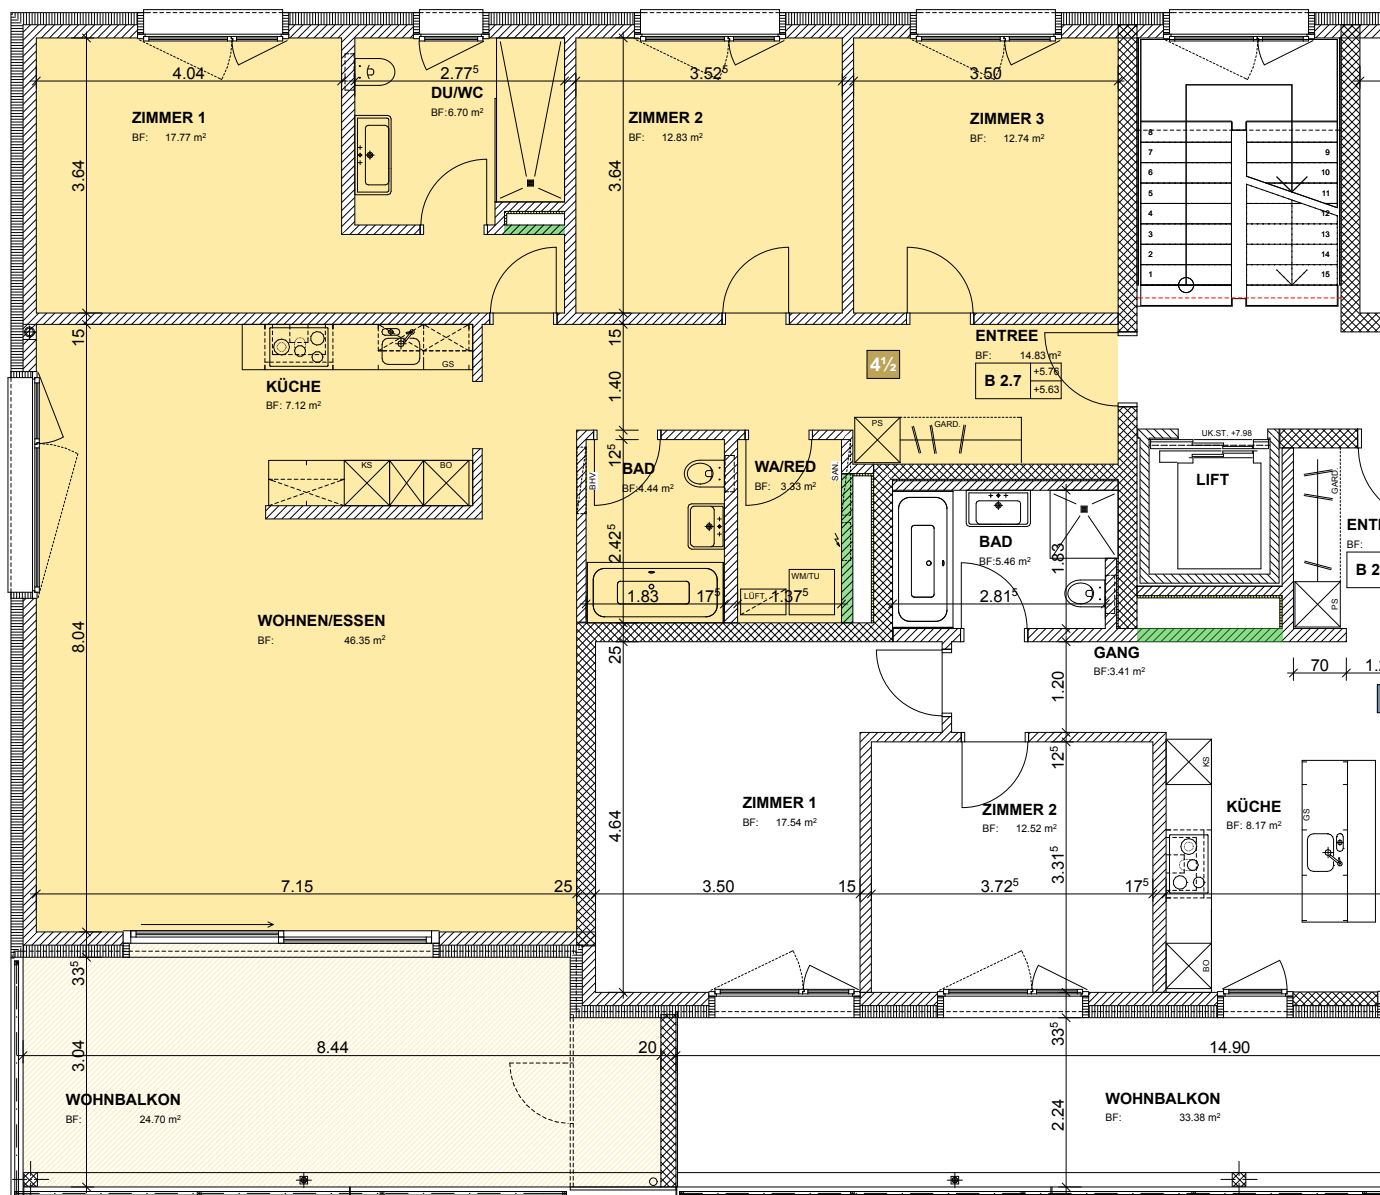 4.04
2.77⁵
3.52⁵
3.50
DU/WC
BF:6.70 m²
ZIMMER 1
BF: 17.77 m²
ZIMMER 2
BF: 12.83 m²
ZIMMER 3
BF: 12.74 m²
3.64
3.64
8
7
6
5
4
3
2
1
9
10
11
12
13
14
15
15
15
KÜCHE
BF: 7.12 m²
GS
1.40
4½
ENTREE
BF: 14.83 m²
B 2.7
+5.76
+5.63
PS
GARD.
UK.ST. +7.98
LIFT
GARD.
KS
BO
12⁵
BHV
BAD
BF:4.44 m²
WA/RED
BF: 3.33 m²
SAN.
BAD
BF:5.46 m²
1.83
BF:
B 2
PS
2.42⁵
WM/TU
LÜFT.
1.83
17⁵
1.37⁵
2.81⁵
WOHNEN/ESSEN
BF: 46.35 m²
8.04
25
GANG
BF:3.41 m²
1.20
70
12⁵
KS
ZIMMER 1
BF: 17.54 m²
ZIMMER 2
BF: 12.52 m²
KÜCHE
BF: 8.17 m²
GS
4.64
3.31⁵
7.15
25
3.50
15
3.72⁵
17⁵
BO
33⁵
33⁵
8.44
20
14.90
3.04
WOHNBALKON
BF: 24.70 m²
WOHNBALKON
BF: 33.38 m²
2.24